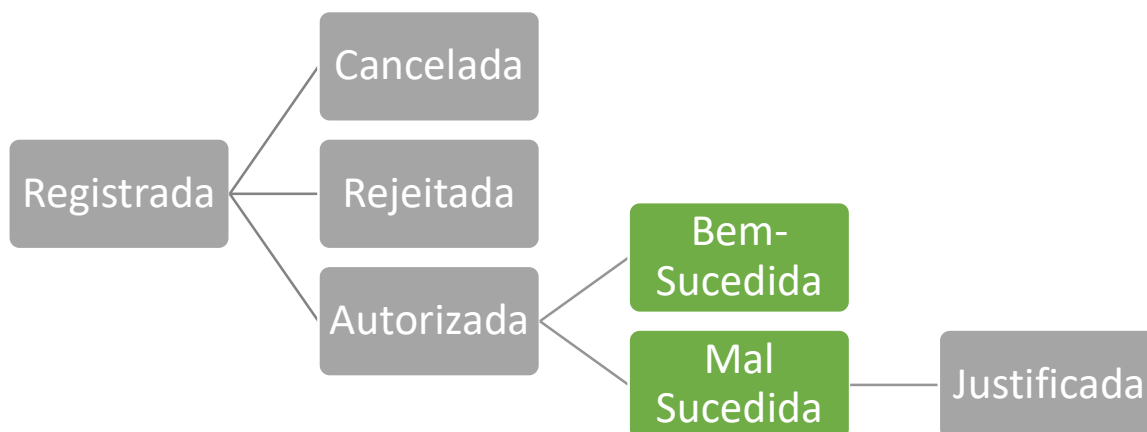 Cancelada
Registrada
Rejeitada
Autorizada
Bem-
Sucedida
Mal
Sucedida
Justificada